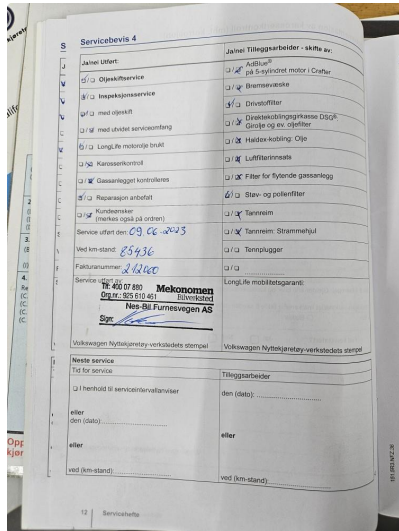 Servicebevis 4
Ja/nei Utført:
Oljeskiftservice
Inspeksjonsservice
med oljeskift
med utvidet serviceomfang
LongLife motorolje brukt
Karosserikontroll
Gassanlegget kontrolleres
Reparasjon anbefalt
Kundeønsker
(merkes også på ordren)
Service utført den: 09.06.2023
Ved km-stand: 85436
Fakturanummer: 212060
Service utført av:
Tlf: 400 07 880 Mekonomen
Org.nr.: 925 610 461 Bilverksted
Nes-Bil Furnesvegen AS
Sign:
Volkswagen Nyttekjøretøy-verkstedets stempel
Ja/nei Tilleggsarbeider - skifte av:
AdBlue®
på 5-sylindret motor i Crafter
Bremsevæske
Drivstoffilter
Direktekoblingsgirkasse DSG®:
Girolje og ev. oljefilter
Haldex-kobling: Olje
Luftfilterinnsats
Filter for flytende gassanlegg
Støv- og pollenfilter
Tannreim
Tannreim: Strammehjul
Tennplugger
LongLife mobilitetsgaranti:
Volkswagen Nyttekjøretøy-verkstedets stempel
Neste service
Tid for service
I henhold til serviceintervallanviser
eller
den (dato):
eller
ved (km-stand):
Tilleggsarbeider
den (dato):
eller
ved (km-stand):
12 Servicehefte